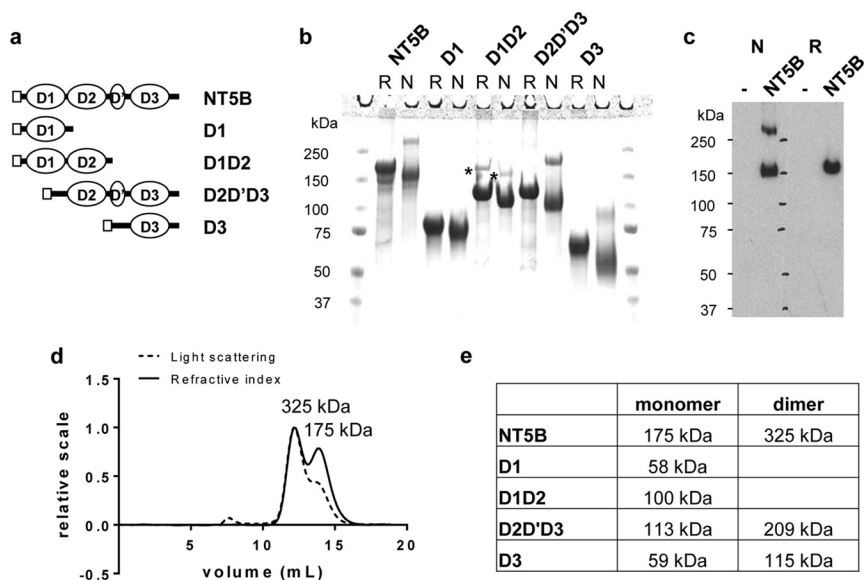 a
D1 D2 D' D3 NT5B
D1 D1
D1 D2 D1D2
D2 D' D3 D2D'D3
D3 D3
b
NT5B D1 D1D2 D2D'D3 D3
R N R N R N R N R N
kDa
250
150
100
75
50
37
*
*
c
N R
- NT5B - NT5B
kDa
250
150
100
75
50
37
d
Light scattering
Refractive index
325 kDa
175 kDa
relative scale
1.5
1.0
0.5
0.0
-0.5
5 10 15 20
volume (mL)
e
monomer dimer
NT5B 175 kDa 325 kDa
D1 58 kDa
D1D2 100 kDa
D2D'D3 113 kDa 209 kDa
D3 59 kDa 115 kDa